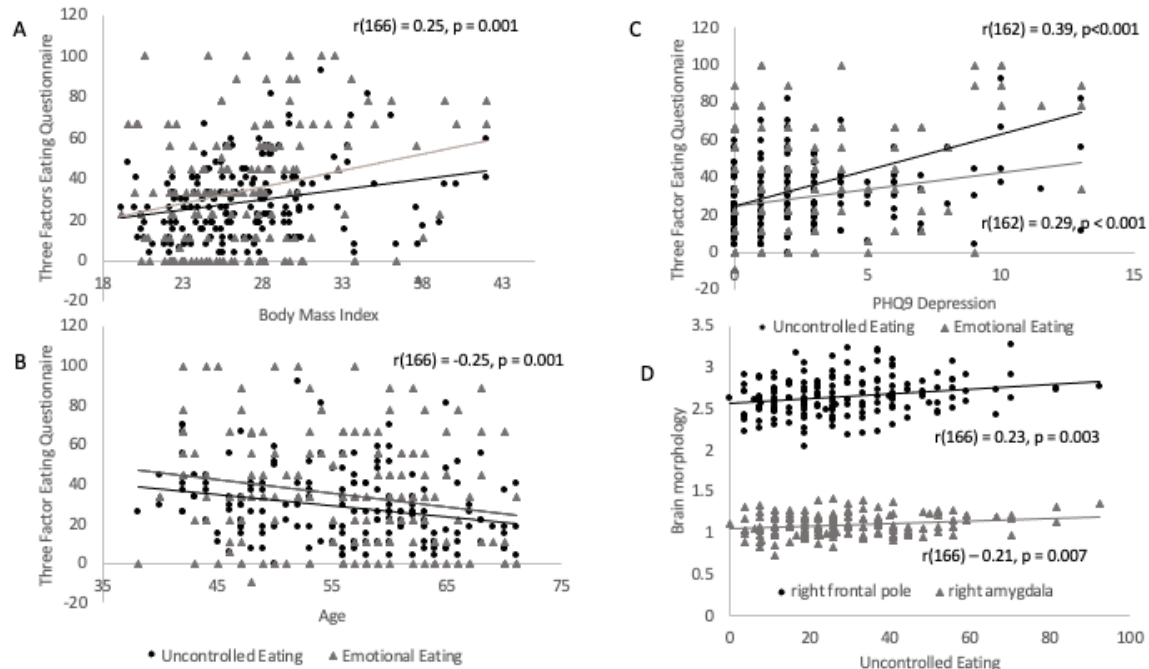 A
r(166) = 0.25, p = 0.001
Three Factors Eating Questionnaire
120
100
80
60
40
20
0
-20
18
23
28
33
38
43
Body Mass Index
B
r(166) = -0.25, p = 0.001
Three Factor Eating Questionnaire
120
100
80
60
40
20
0
-20
35
45
55
65
75
Age
Uncontrolled Eating
Emotional Eating
C
r(162) = 0.39, p<0.001
Three Factor Eating Questionnaire
120
100
80
60
40
20
0
-20
r(162) = 0.29, p < 0.001
0
5
10
15
PHQ9 Depression
Uncontrolled Eating
Emotional Eating
D
Brain morphology
3.5
3
2.5
2
1.5
1
0.5
0
r(166) = 0.23, p = 0.003
r(166) – 0.21, p = 0.007
right frontal pole
right amygdala
0
20
40
60
80
100
Uncontrolled Eating